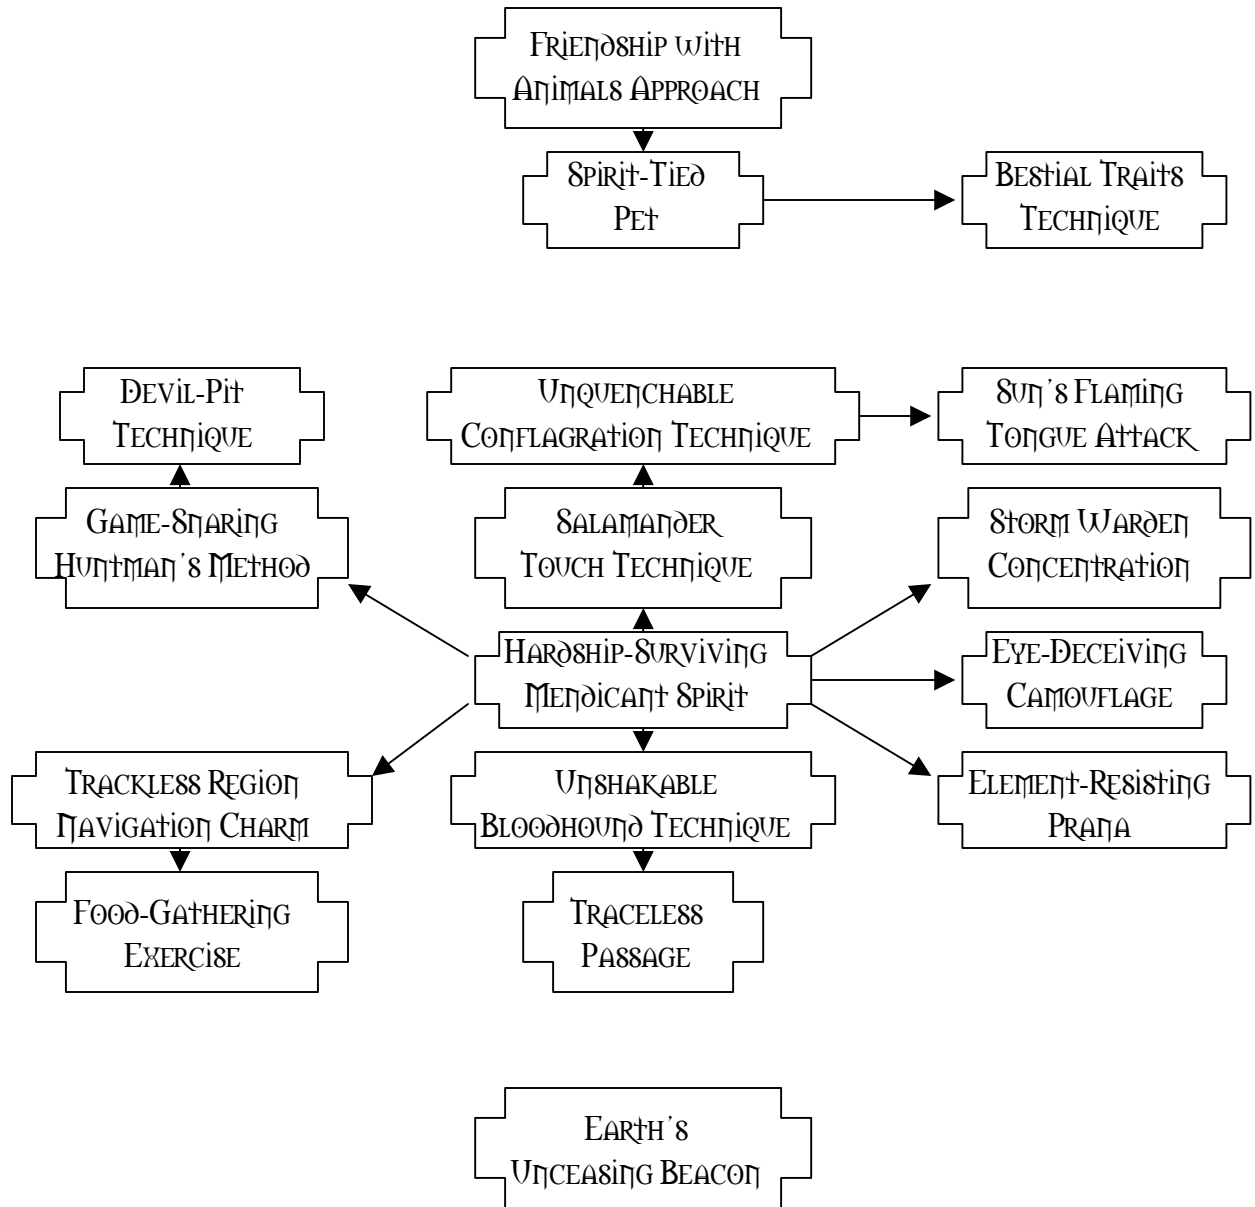 Friendship with
Animals Approach
Spirit-Tied
Pet
Bestial Traits
Technique
Devil-Pit
Technique
Unquenchable
Conflagration Technique
Sun's Flaming
Tongue Attack
Game-Snaring
Huntman's Method
Salamander
Touch Technique
Storm Warden
Concentration
Hardship-Surviving
Mendicant Spirit
Eye-Deceiving
Camouflage
Trackless Region
Navigation Charm
Unshakable
Bloodhound Technique
Element-Resisting
Prana
Food-Gathering
Exercise
Traceless
Passage
Earth's
Unceasing Beacon